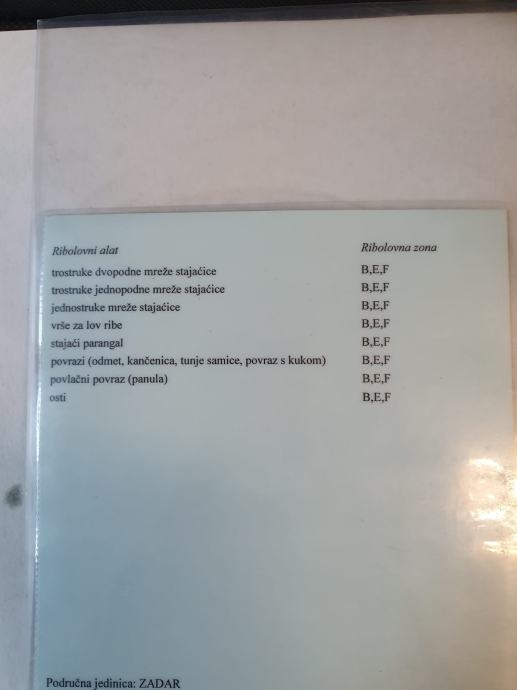 Ribolovni alat Ribolovna zona
trostruke dvopodne mreže stajaćice B,E,F
trostruke jednopodne mreže stajaćice B,E,F
jednostruke mreže stajaćice B,E,F
vrše za lov ribe B,E,F
stajaći parangal B,E,F
povrazi (odmet, kančenica, tunje samice, povraz s kukom) B,E,F
povlačni povraz (panula) B,E,F
osti B,E,F
Područna jedinica: ZADAR